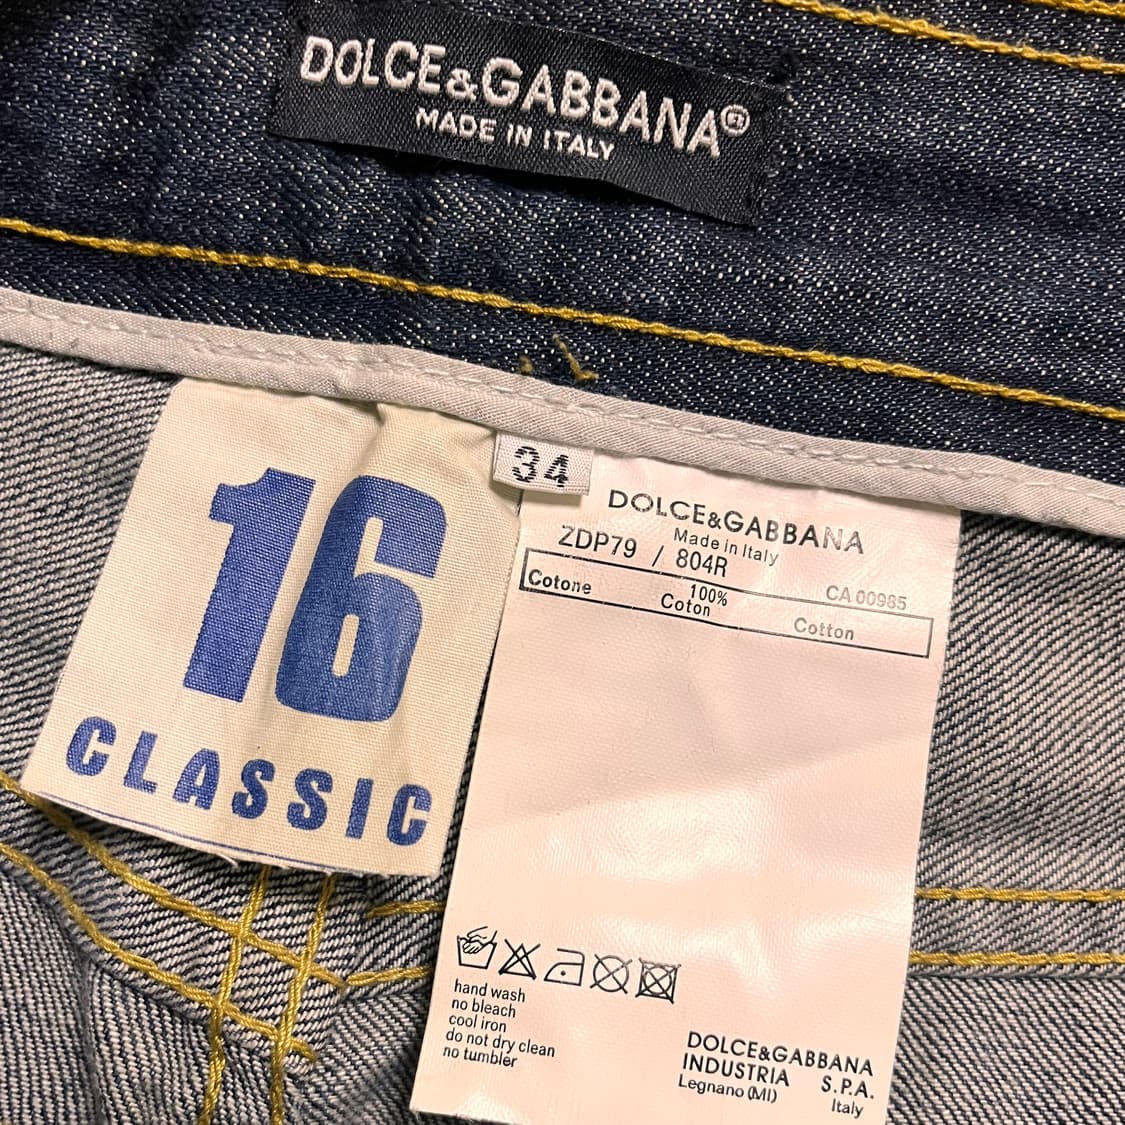 DOLCE&GABBANA®
MADE IN ITALY
16
CLASSIC
34
DOLCE&GABBANA
Made in Italy
ZDP79 / 804R
CA 00985
100%
Cotone Coton Cotton
hand wash
no bleach
cool iron
do not dry clean
no tumbler
DOLCE&GABBANA
INDUSTRIA S.P.A.
Legnano (MI)
Italy